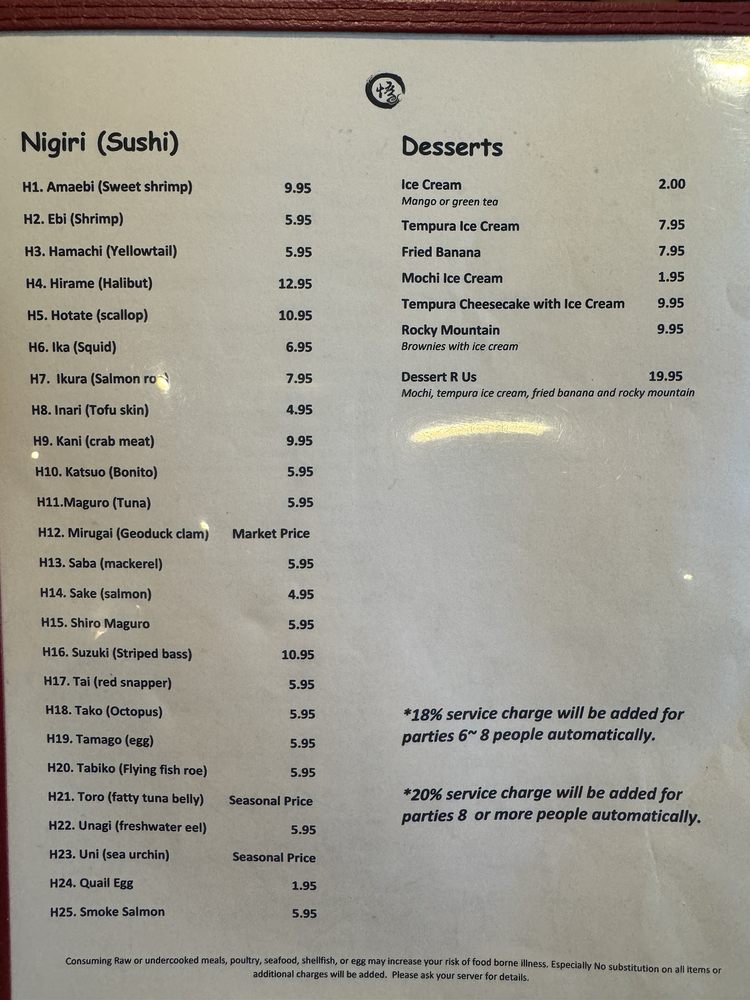 悟
Nigiri (Sushi)
H1. Amaebi (Sweet shrimp) 9.95
H2. Ebi (Shrimp) 5.95
H3. Hamachi (Yellowtail) 5.95
H4. Hirame (Halibut) 12.95
H5. Hotate (scallop) 10.95
H6. Ika (Squid) 6.95
H7. Ikura (Salmon roe) 7.95
H8. Inari (Tofu skin) 4.95
H9. Kani (crab meat) 9.95
H10. Katsuo (Bonito) 5.95
H11.Maguro (Tuna) 5.95
H12. Mirugai (Geoduck clam) Market Price
H13. Saba (mackerel) 5.95
H14. Sake (salmon) 4.95
H15. Shiro Maguro 5.95
H16. Suzuki (Striped bass) 10.95
H17. Tai (red snapper) 5.95
H18. Tako (Octopus) 5.95
H19. Tamago (egg) 5.95
H20. Tabiko (Flying fish roe) 5.95
H21. Toro (fatty tuna belly) Seasonal Price
H22. Unagi (freshwater eel) 5.95
H23. Uni (sea urchin) Seasonal Price
H24. Quail Egg 1.95
H25. Smoke Salmon 5.95
Desserts
Ice Cream 2.00
Mango or green tea
Tempura Ice Cream 7.95
Fried Banana 7.95
Mochi Ice Cream 1.95
Tempura Cheesecake with Ice Cream 9.95
Rocky Mountain 9.95
Brownies with ice cream
Dessert R Us 19.95
Mochi, tempura ice cream, fried banana and rocky mountain
*18% service charge will be added for
parties 6~ 8 people automatically.
*20% service charge will be added for
parties 8 or more people automatically.
Consuming Raw or undercooked meals, poultry, seafood, shellfish, or egg may increase your risk of food borne illness. Especially No substitution on all Items or
additional charges will be added. Please ask your server for details.